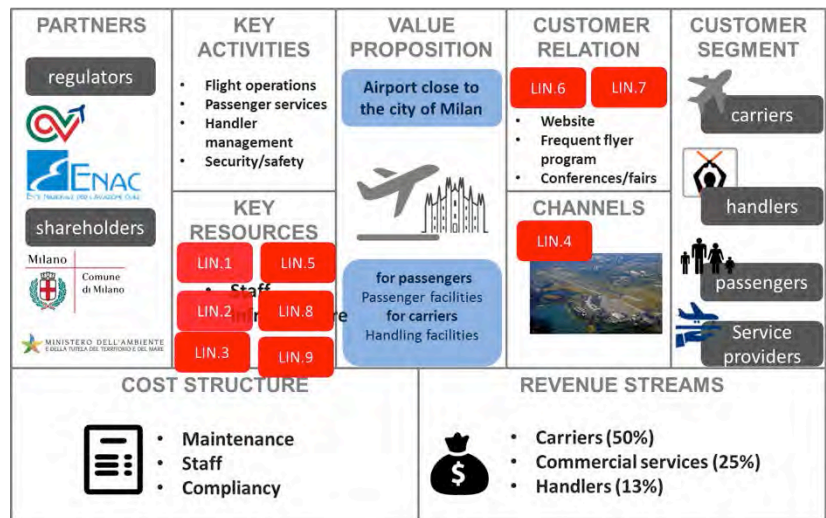 PARTNERS
regulators
ENAC
ENTE NAZIONALE PER L'AVIAZIONE CIVILE
shareholders
Milano
Comune
di Milano
MINISTERO DELL'AMBIENTE
E DELLA TUTELA DEL TERRITORIO E DEL MARE
KEY
ACTIVITIES
• Flight operations
• Passenger services
• Handler
management
• Security/safety
KEY
RESOURCES
LIN.1
LIN.5
• Staff
LIN.2
LIN.8
LIN.3
LIN.9
VALUE
PROPOSITION
Airport close to
the city of Milan
for passengers
Passenger facilities
for carriers
Handling facilities
CUSTOMER
RELATION
LIN.6
LIN.7
• Website
• Frequent flyer
program
• Conferences/fairs
CHANNELS
LIN.4
CUSTOMER
SEGMENT
carriers
handlers
passengers
Service
providers
COST STRUCTURE
• Maintenance
• Staff
• Compliancy
REVENUE STREAMS
$
• Carriers (50%)
• Commercial services (25%)
• Handlers (13%)